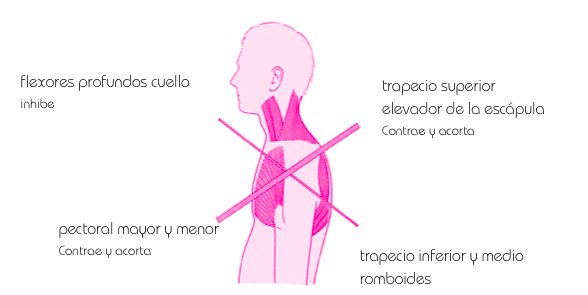 flexores profundos cuello
inhibe
trapecio superior
elevador de la escápula
Contrae y acorta
pectoral mayor y menor
Contrae y acorta
trapecio inferior y medio
romboides